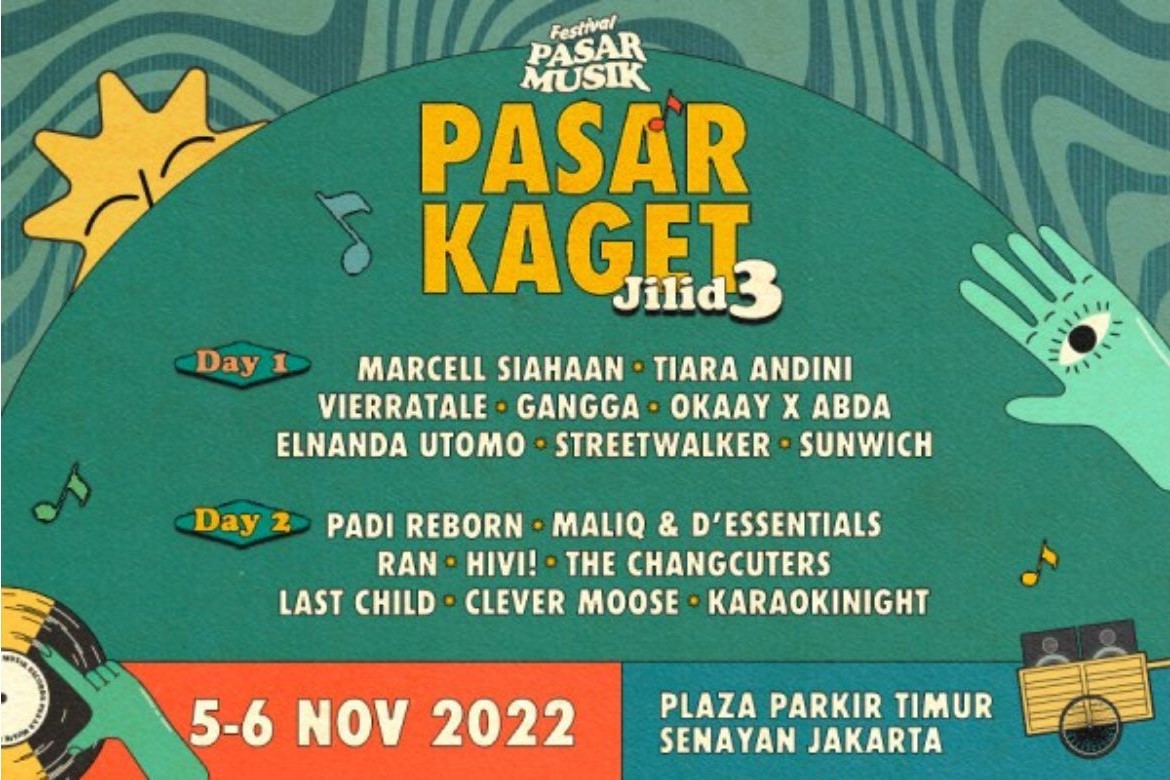 Festival
PASAR
MUSIK
PASAR
KAGET
Jilid 3
Day 1
MARCELL SIAHAAN • TIARA ANDINI
VIERRATALE • GANGGA • OKAAY X ABDA
ELNANDA UTOMO • STREETWALKER • SUNWICH
Day 2
PADI REBORN • MALIQ & D'ESSENTIALS
RAN • HIVI! • THE CHANGCUTERS
LAST CHILD • CLEVER MOOSE • KARAOKINIGHT
5-6 NOV 2022
PLAZA PARKIR TIMUR
SENAYAN JAKARTA